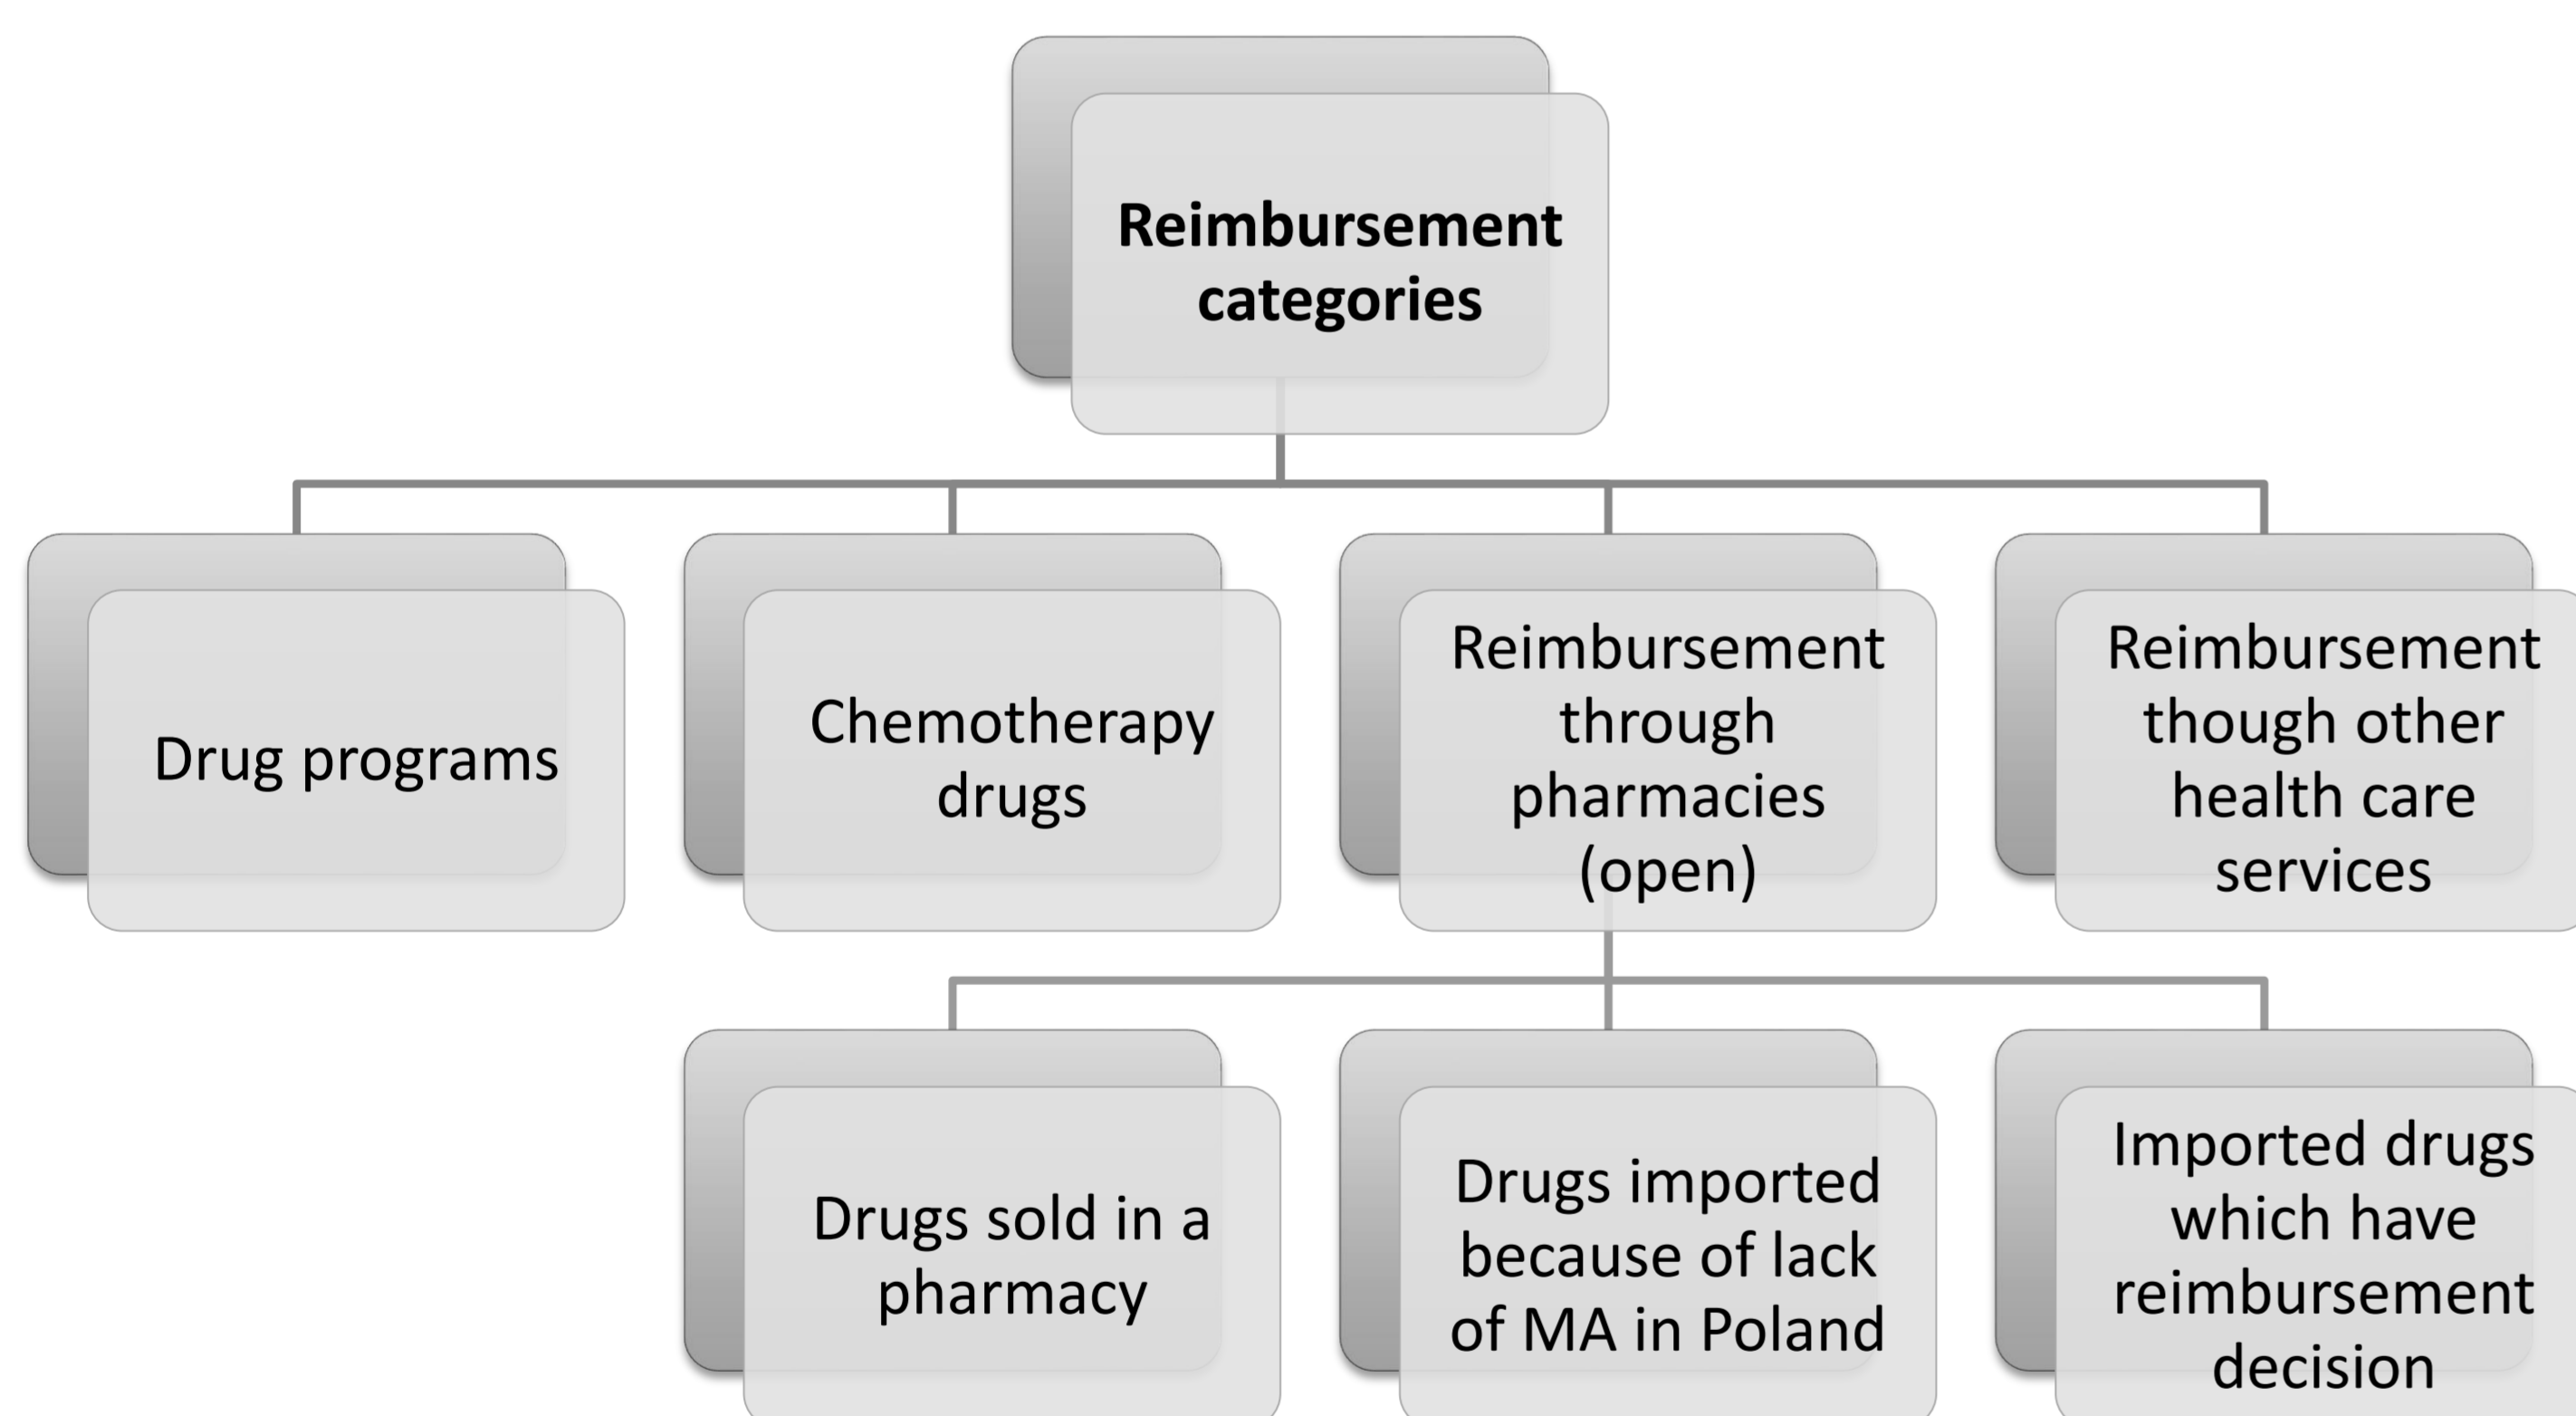 Reimbursement
categories
Drug programs
Chemotherapy
drugs
Reimbursement
through
pharmacies
(open)
Reimbursement
though other
health care
services
Drugs sold in a
pharmacy
Drugs imported
because of lack
of MA in Poland
Imported drugs
which have
reimbursement
decision